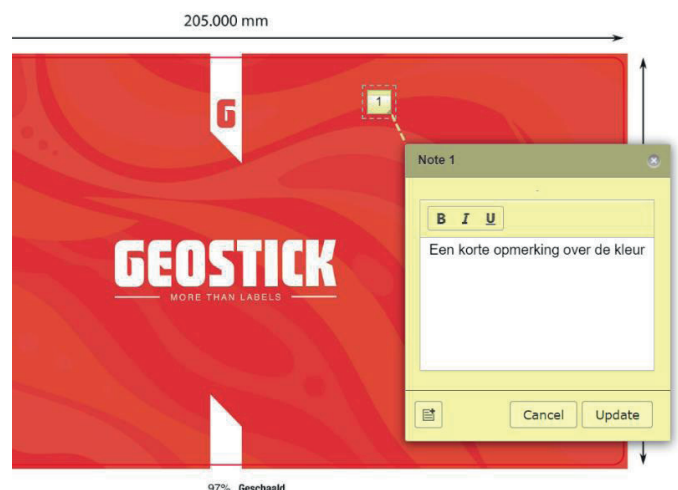 205.000 mm
G
1
Note 1
B I U
Een korte opmerking over de kleur
GEOSTICK
MORE THAN LABELS
Cancel Update
97% Geschaald